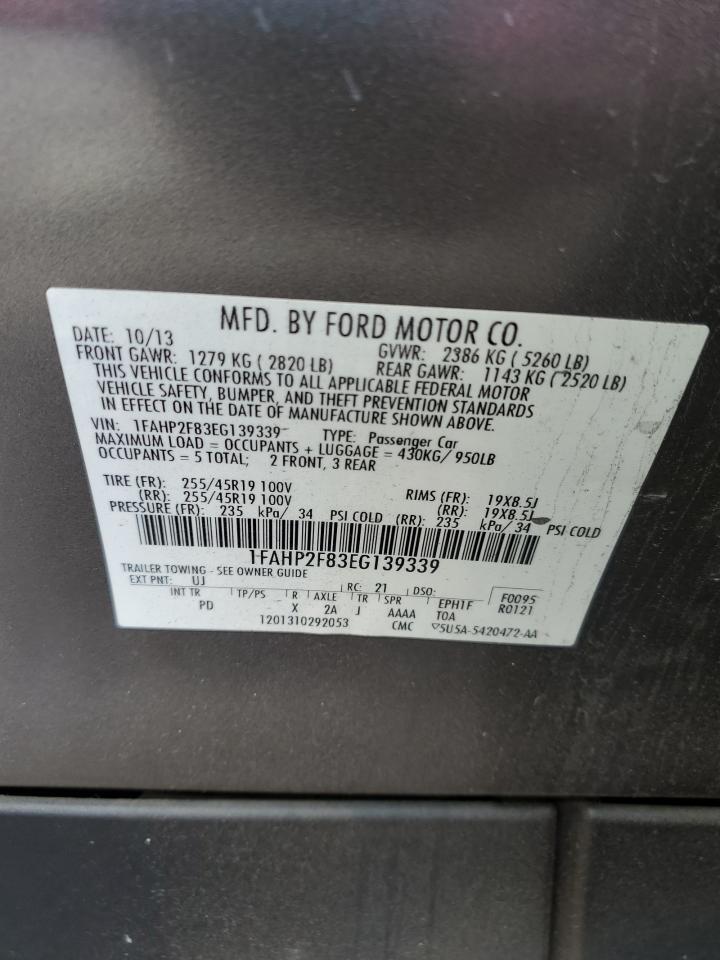 MFD. BY FORD MOTOR CO.
DATE: 10/13 GVWR: 2386 KG ( 5260 LB)
FRONT GAWR: 1279 KG ( 2820 LB) REAR GAWR: 1143 KG ( 2520 LB)
THIS VEHICLE CONFORMS TO ALL APPLICABLE FEDERAL MOTOR
VEHICLE SAFETY, BUMPER, AND THEFT PREVENTION STANDARDS
IN EFFECT ON THE DATE OF MANUFACTURE SHOWN ABOVE.
VIN: 1FAHP2F83EG139339 TYPE: Passenger Car
MAXIMUM LOAD = OCCUPANTS + LUGGAGE = 430KG/ 950LB
OCCUPANTS = 5 TOTAL; 2 FRONT, 3 REAR
TIRE (FR): 255/45R19 100V RIMS (FR): 19X8.5J
(RR): 255/45R19 100V (RR): 19X8.5J
PRESSURE (FR): 235 kPa/ 34 PSI COLD (RR): 235 kPa/ 34 PSI COLD
1FAHP2F83EG139339
TRAILER TOWING - SEE OWNER GUIDE
EXT PNT: UJ RC: 21 DSO: F0095
INT TR TP/PS R AXLE TR SPR EPH1F R0121
PD X 2A J AAAA T0A
1201310292053 CMC ▽5U5A-5420472-AA